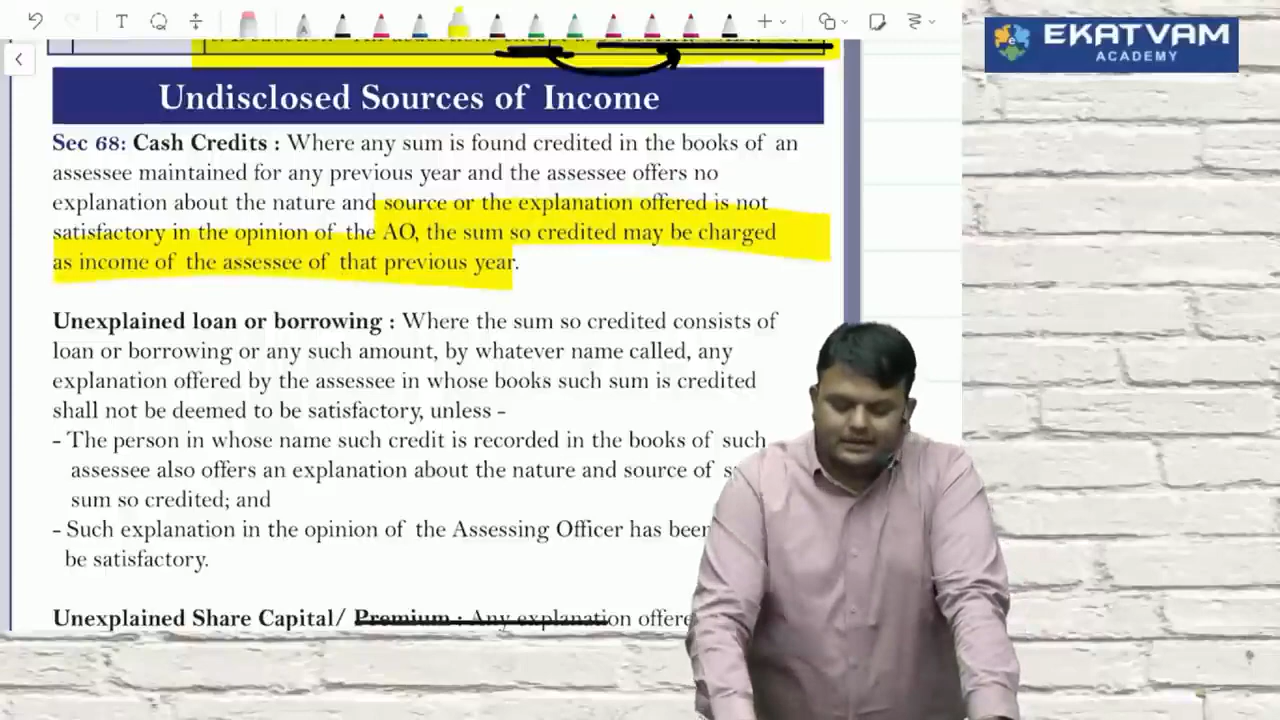 EKATVAM
ACADEMY
Undisclosed Sources of Income
Sec 68: Cash Credits : Where any sum is found credited in the books of an
assessee maintained for any previous year and the assessee offers no
explanation about the nature and source or the explanation offered is not
satisfactory in the opinion of the AO, the sum so credited may be charged
as income of the assessee of that previous year.
Unexplained loan or borrowing : Where the sum so credited consists of
loan or borrowing or any such amount, by whatever name called, any
explanation offered by the assessee in whose books such sum is credited
shall not be deemed to be satisfactory, unless -
- The person in whose name such credit is recorded in the books of such
assessee also offers an explanation about the nature and source of
sum so credited; and
- Such explanation in the opinion of the Assessing Officer has been
be satisfactory.
Unexplained Share Capital/ Premium : Any explanation offere